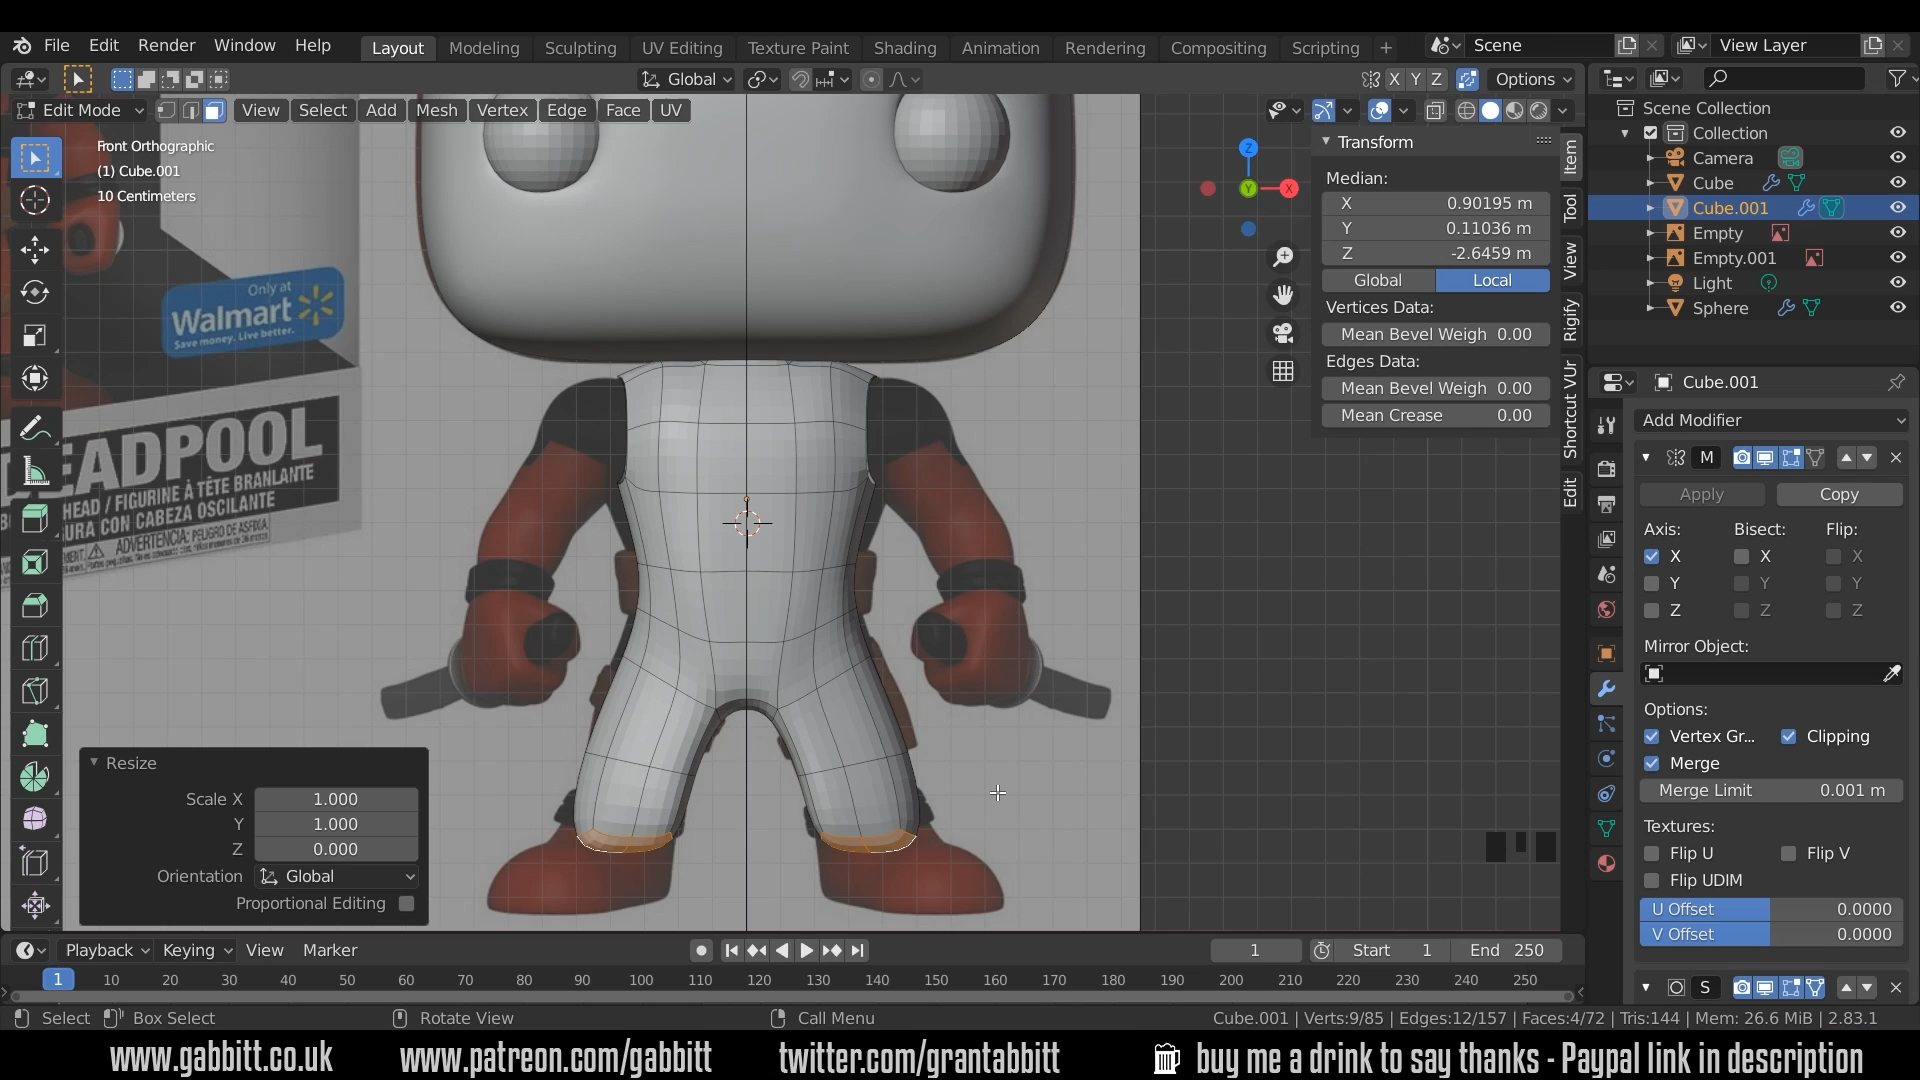 File Edit Render Window Help
Layout Modeling Sculpting UV Editing Texture Paint Shading Animation Rendering Compositing Scripting +
Scene
View Layer
Global
X Y Z
Options
Edit Mode
View Select Add Mesh Vertex Edge Face UV
Front Orthographic
(1) Cube.001
10 Centimeters
Only at
Walmart
Save money. Live better.
DEADPOOL
HEAD / FIGURINE À TÊTE BRANLANTE
URA CON CABEZA OSCILANTE
ADVERTENCIA: PELIGRO DE ASFIXIA.
Z
Y
X
Transform
Median:
X 0.90195 m
Y 0.11036 m
Z -2.6459 m
Global Local
Vertices Data:
Mean Bevel Weigh 0.00
Edges Data:
Mean Bevel Weigh 0.00
Mean Crease 0.00
Item
Tool
View
Rigify
Shortcut VUr
Edit
Scene Collection
Collection
Camera
Cube
Cube.001
Empty
Empty.001
Light
Sphere
Cube.001
Add Modifier
M
Apply Copy
Axis: Bisect: Flip:
X X X
Y Y Y
Z Z Z
Mirror Object:
Options:
Vertex Gr... Clipping
Merge
Merge Limit 0.001 m
Textures:
Flip U Flip V
Flip UDIM
U Offset 0.0000
V Offset 0.0000
S
Resize
Scale X 1.000
Y 1.000
Z 0.000
Orientation Global
Proportional Editing
Playback Keying View Marker
1 Start 1 End 250
1 10 20 30 40 50 60 70 80 90 100 110 120 130 140 150 160 170 180 190 200 210 220 230 240 250
Select Box Select Rotate View Call Menu
Cube.001 | Verts:9/85 | Edges:12/157 | Faces:4/72 | Tris:144 | Mem: 26.6 MiB | 2.83.1
www.gabbitt.co.uk www.patreon.com/gabbitt twitter.com/grantabbitt buy me a drink to say thanks - Paypal link in description